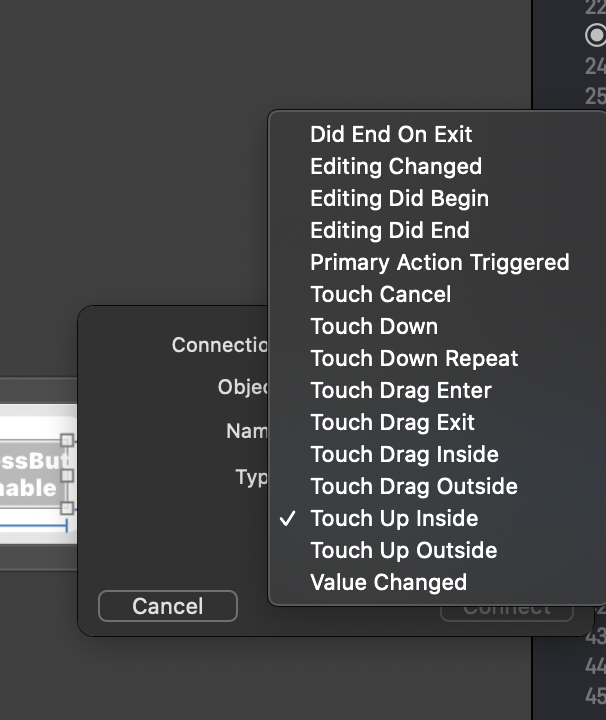 22
24
25
Did End On Exit
Editing Changed
Editing Did Begin
Editing Did End
Primary Action Triggered
Touch Cancel
Touch Down
Connectio
Touch Down Repeat
Objec
Touch Drag Enter
Nam
Touch Drag Exit
Touch Drag Inside
Typ
Touch Drag Outside
ssBut
nable
Touch Up Inside
Touch Up Outside
Value Changed
Cancel
Connect
43
44
45